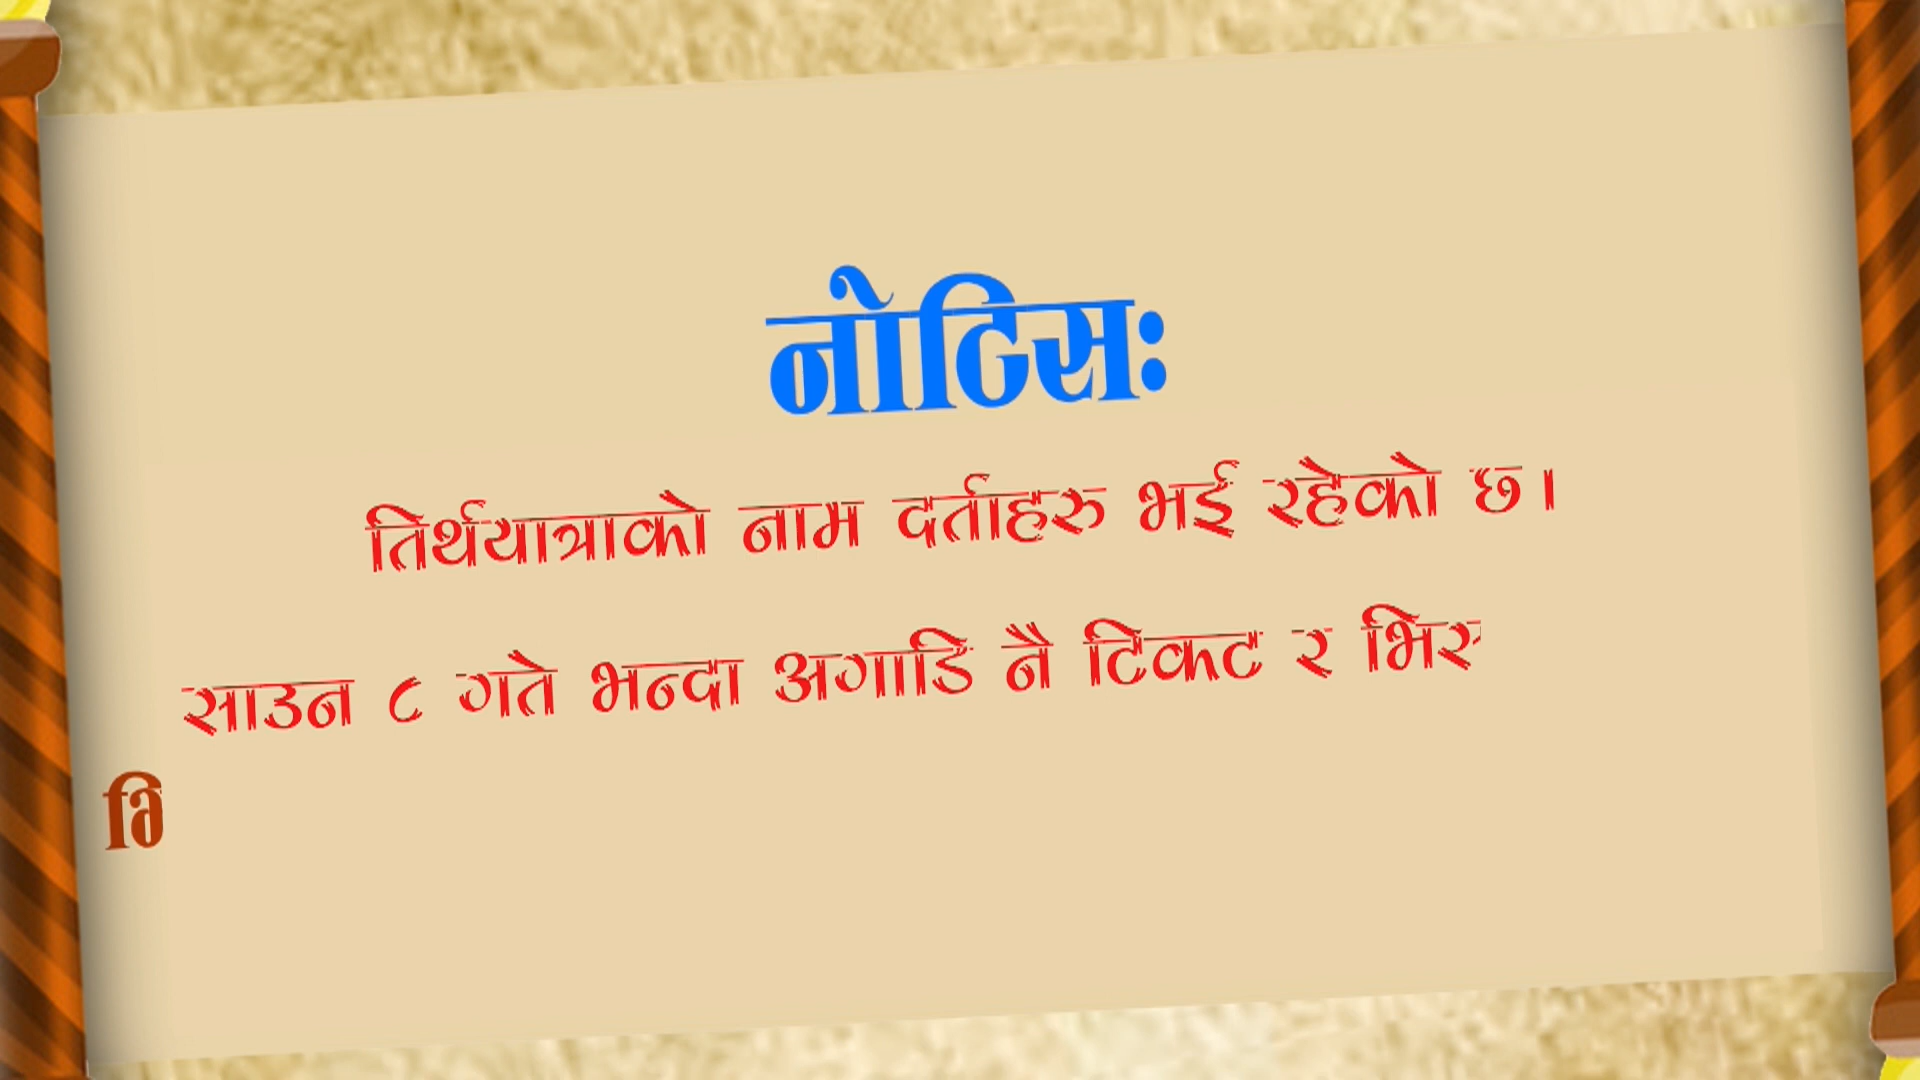 नोटिसः
तिर्थयात्राको नाम दर्ताहरु भई रहेको छ।
साउन ८ गते भन्दा अगाडि नै टिकट र